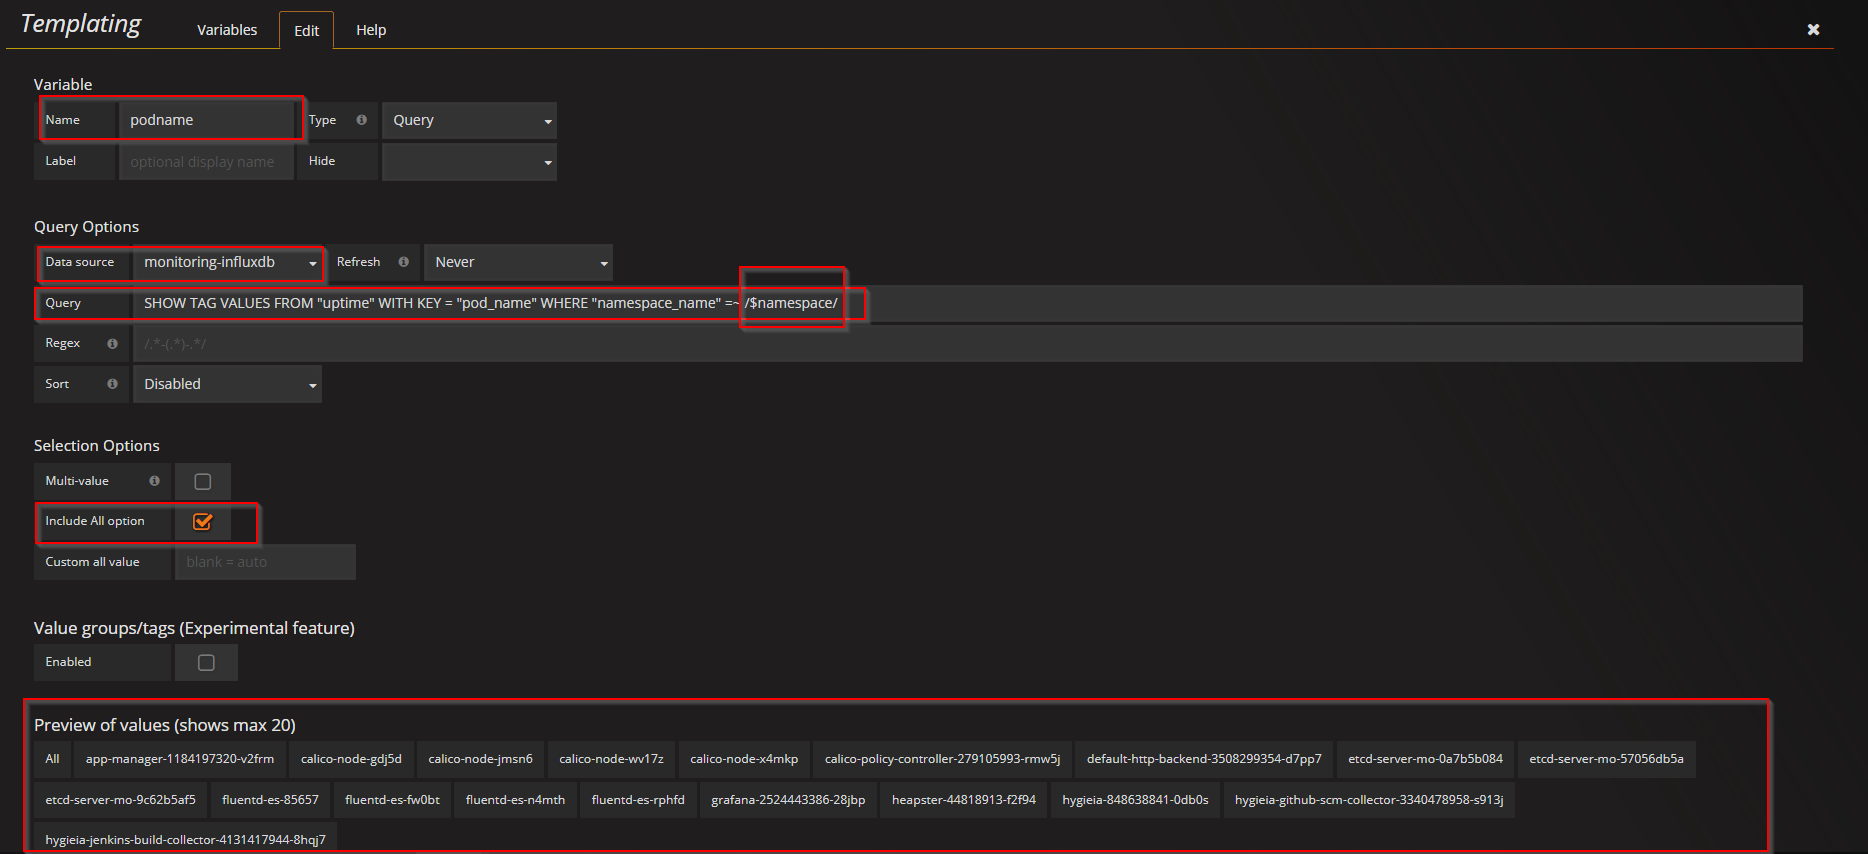 Templating Variables Edit Help
Variable
Name podname Type Query
Label optional display name Hide
Query Options
Data source monitoring-influxdb Refresh Never
Query SHOW TAG VALUES FROM "uptime" WITH KEY = "pod_name" WHERE "namespace_name" =~ /$namespace/
Regex /.*-(.*)-.*/
Sort Disabled
Selection Options
Multi-value
Include All option
Custom all value blank = auto
Value groups/tags (Experimental feature)
Enabled
Preview of values (shows max 20)
All app-manager-1184197320-v2frm calico-node-gdj5d calico-node-jmsn6 calico-node-wv17z calico-node-x4mkp calico-policy-controller-279105993-rmw5j default-http-backend-3508299354-d7pp7 etcd-server-mo-0a7b5b084 etcd-server-mo-57056db5a
etcd-server-mo-9c62b5af5 fluentd-es-85657 fluentd-es-fw0bt fluentd-es-n4mth fluentd-es-rphfd grafana-2524443386-28jbp heapster-44818913-f2f94 hygieia-848638841-0db0s hygieia-github-scm-collector-3340478958-s913j
hygieia-jenkins-build-collector-4131417944-8hqj7